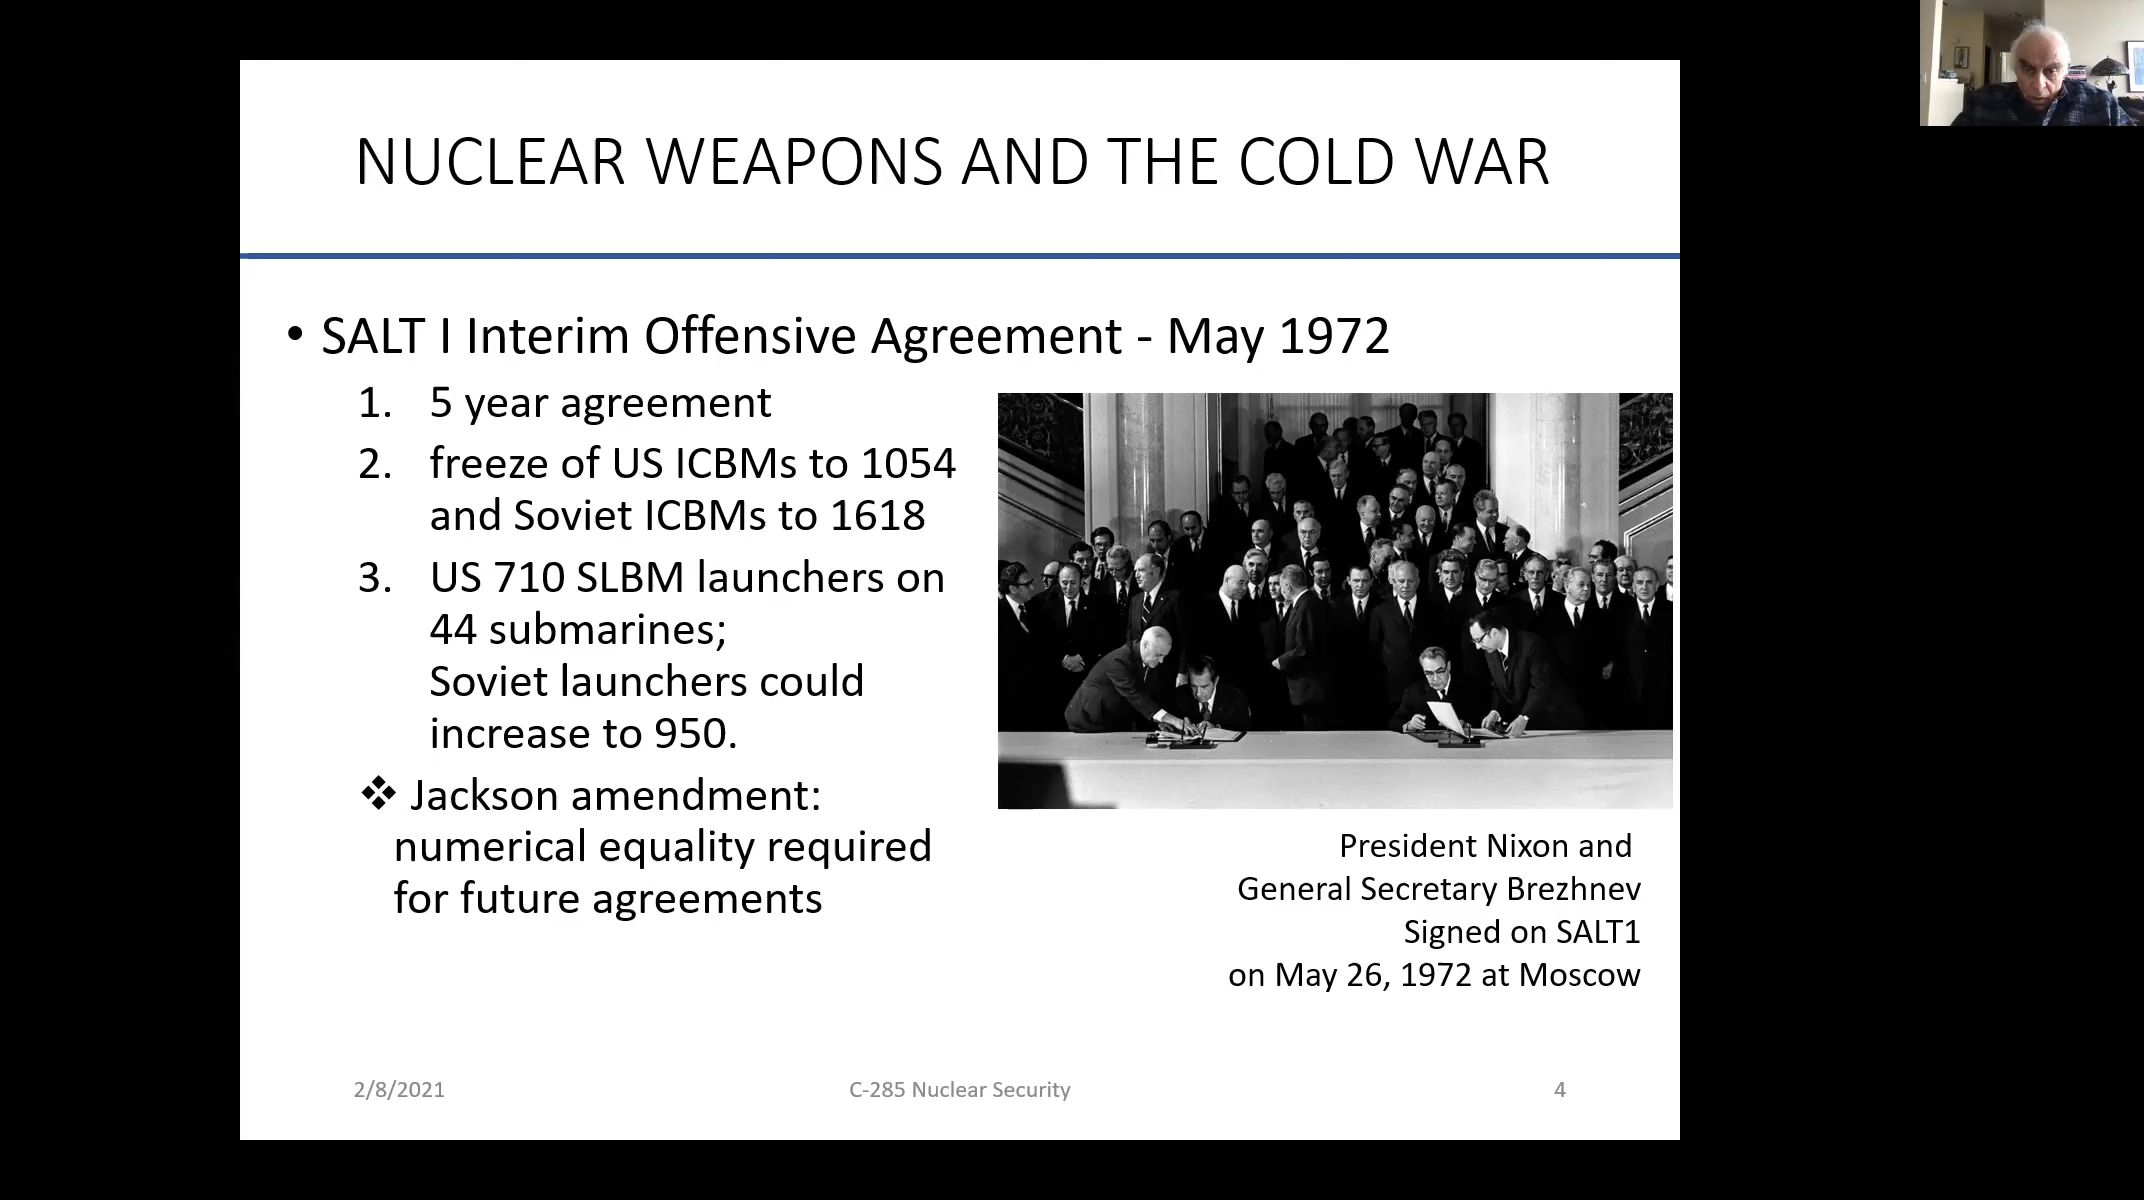 NUCLEAR WEAPONS AND THE COLD WAR
• SALT I Interim Offensive Agreement - May 1972
1. 5 year agreement
2. freeze of US ICBMs to 1054
and Soviet ICBMs to 1618
3. US 710 SLBM launchers on
44 submarines;
Soviet launchers could
increase to 950.
❖ Jackson amendment:
numerical equality required
for future agreements
President Nixon and
General Secretary Brezhnev
Signed on SALT1
on May 26, 1972 at Moscow
2/8/2021
C-285 Nuclear Security
4